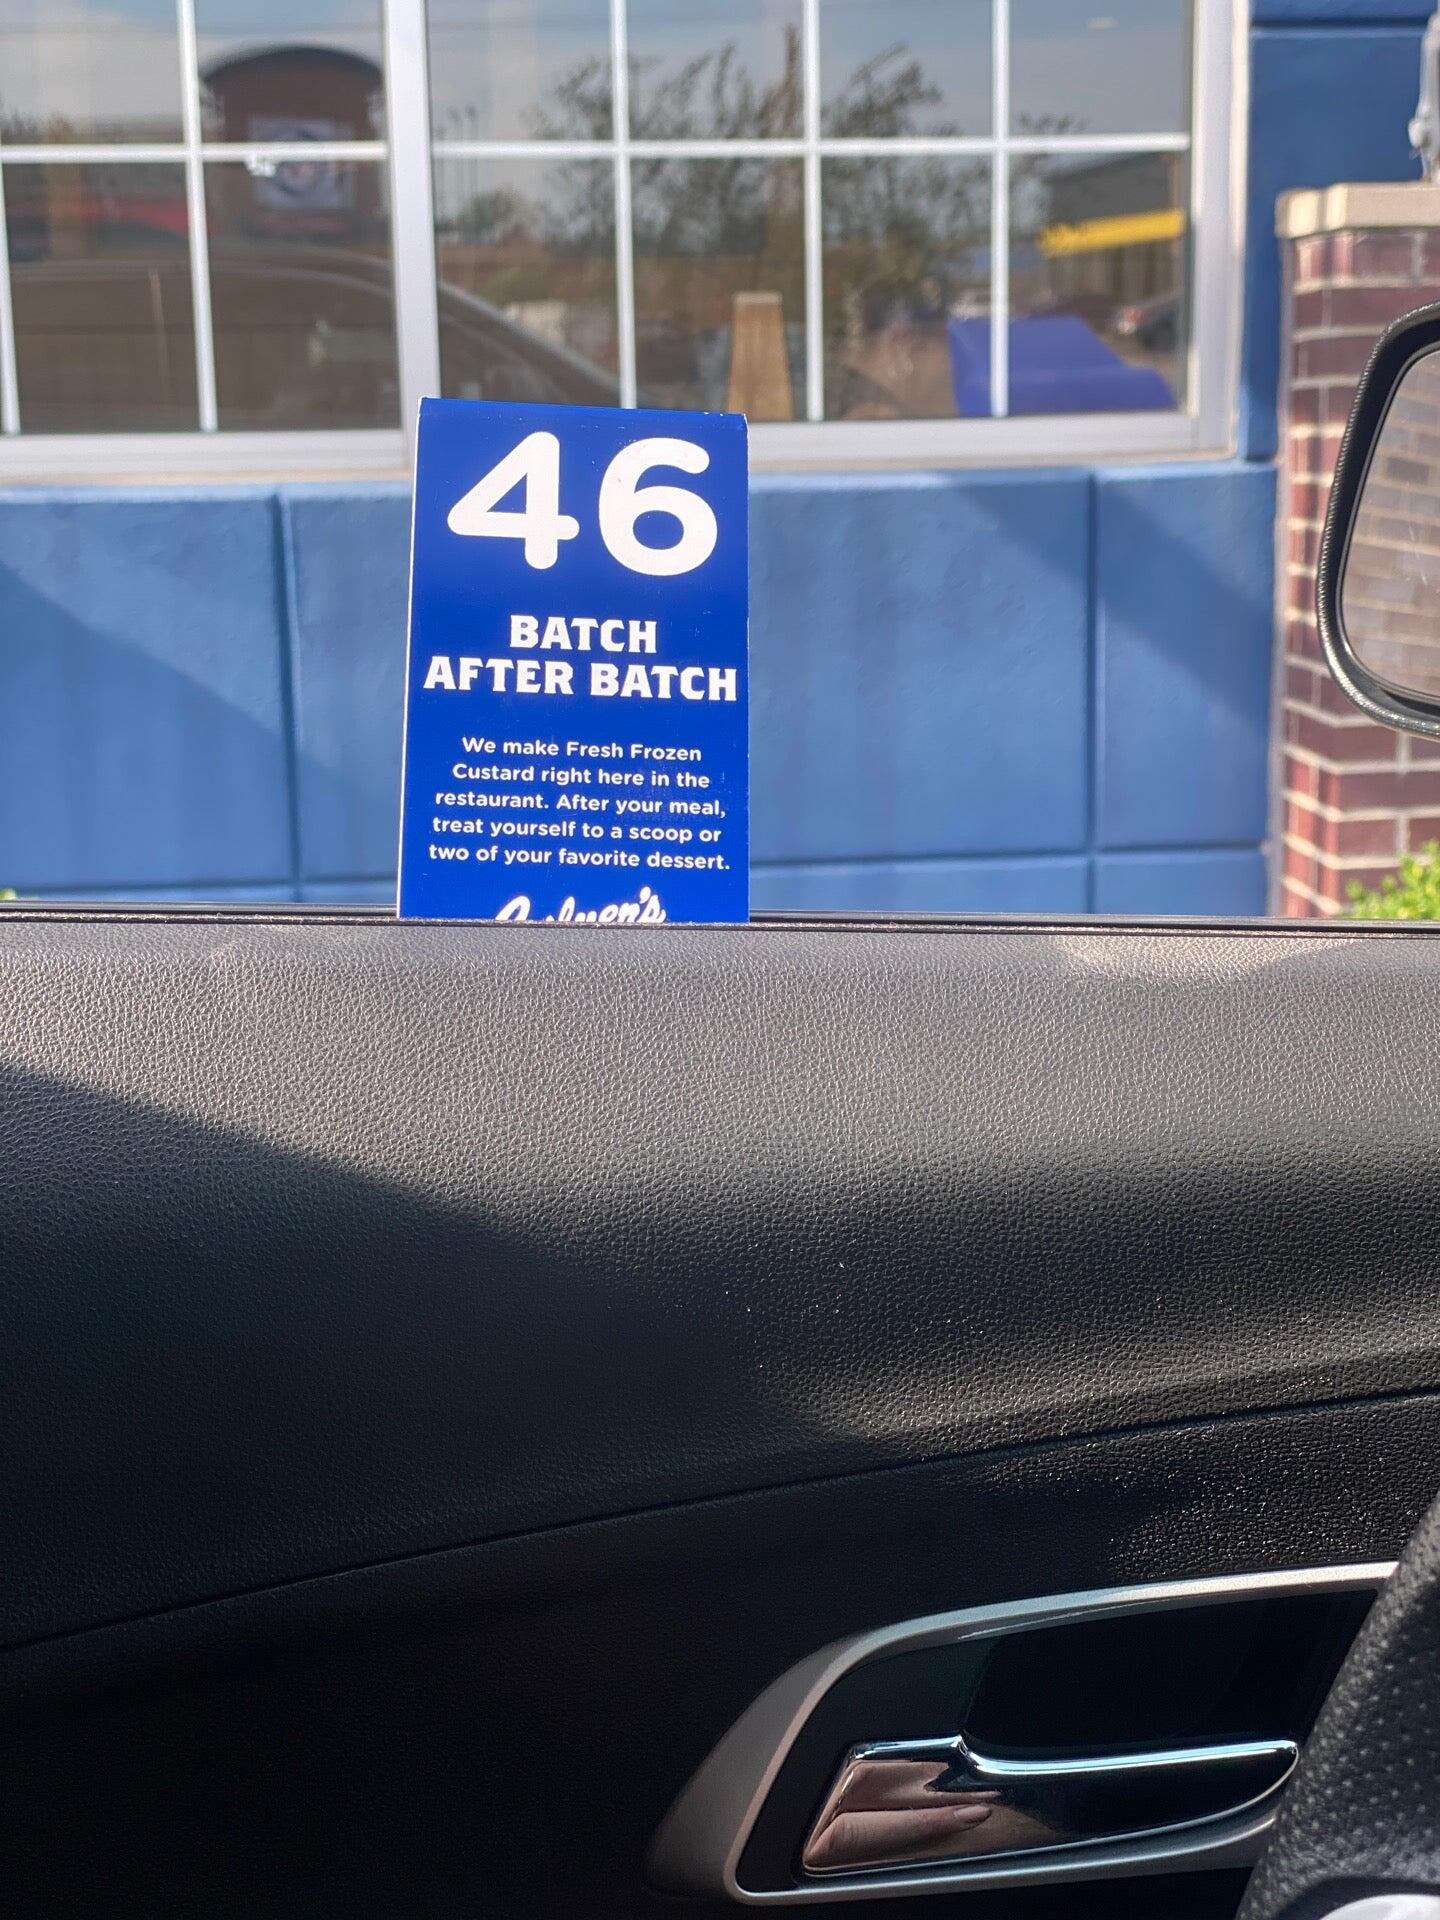 46
BATCH
AFTER BATCH
We make Fresh Frozen
Custard right here in the
restaurant. After your meal,
treat yourself to a scoop or
two of your favorite dessert.
Culver's